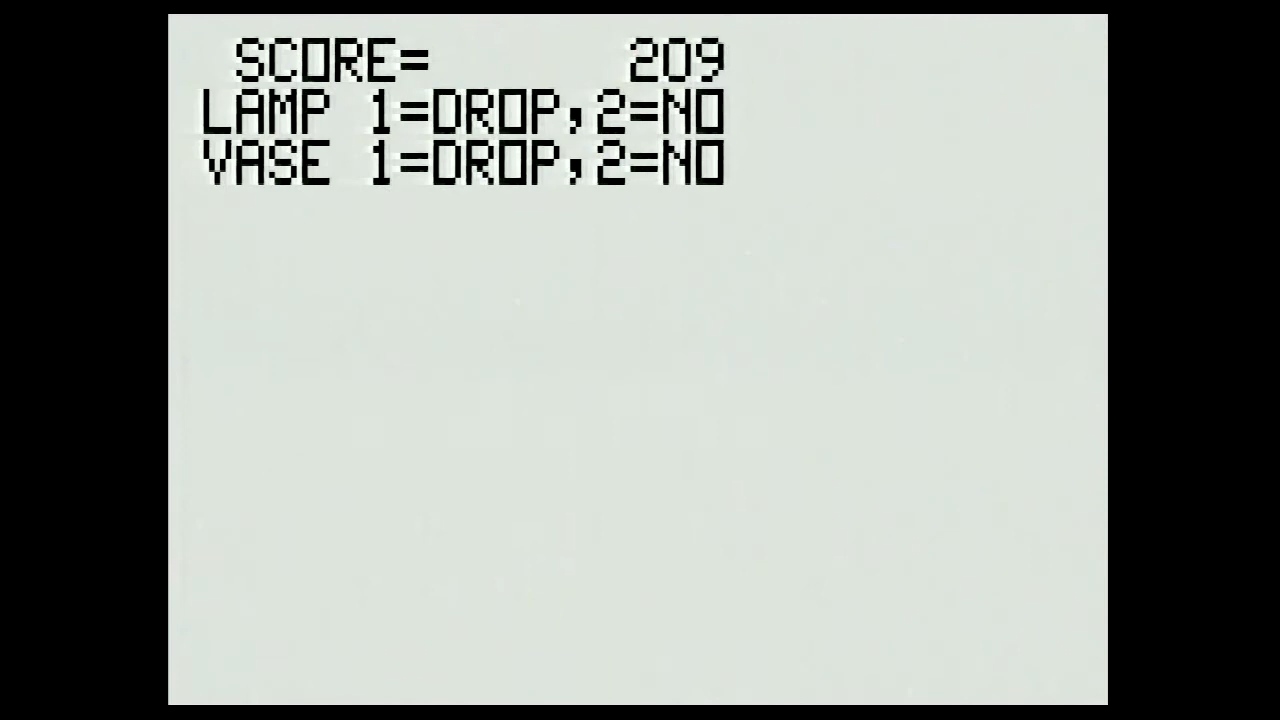 SCORE= 209
LAMP 1=DROP,2=NO
VASE 1=DROP,2=NO